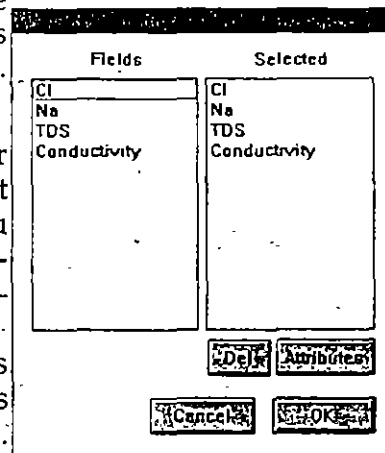 Fields Selected
Cl Cl
Na Na
TDS TDS
Conductivity Conductivity
Del Attributes
Cancel OK